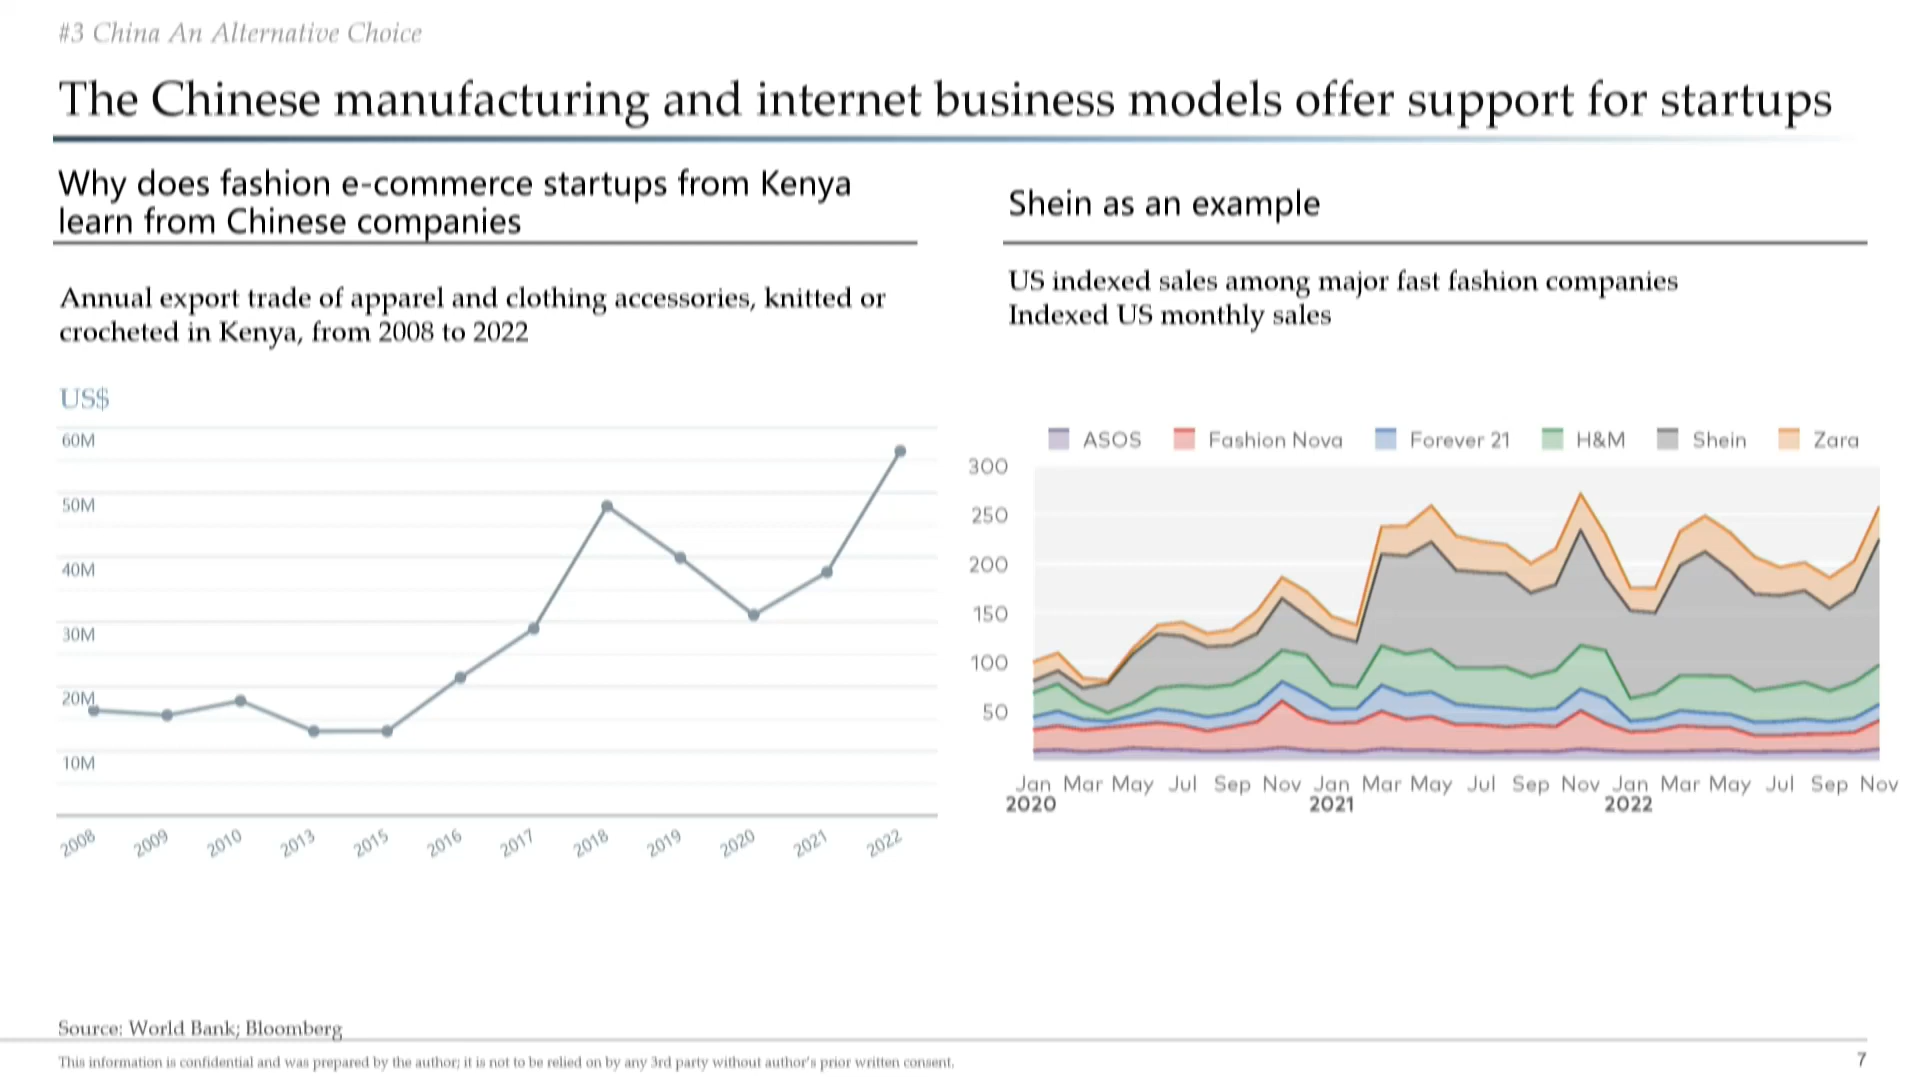 #3 China An Alternative Choice
The Chinese manufacturing and internet business models offer support for startups
Why does fashion e-commerce startups from Kenya
learn from Chinese companies
Annual export trade of apparel and clothing accessories, knitted or
crocheted in Kenya, from 2008 to 2022
US$
60M
50M
40M
30M
20M
10M
2008 2009 2010 2013 2015 2016 2017 2018 2019 2020 2021 2022
Shein as an example
US indexed sales among major fast fashion companies
Indexed US monthly sales
ASOS Fashion Nova Forever 21 H&M Shein Zara
300
250
200
150
100
50
Jan Mar May Jul Sep Nov Jan Mar May Jul Sep Nov Jan Mar May Jul Sep Nov
2020 2021 2022
Source: World Bank; Bloomberg
This information is confidential and was prepared by the author; it is not to be relied on by any 3rd party without author's prior written consent.
7